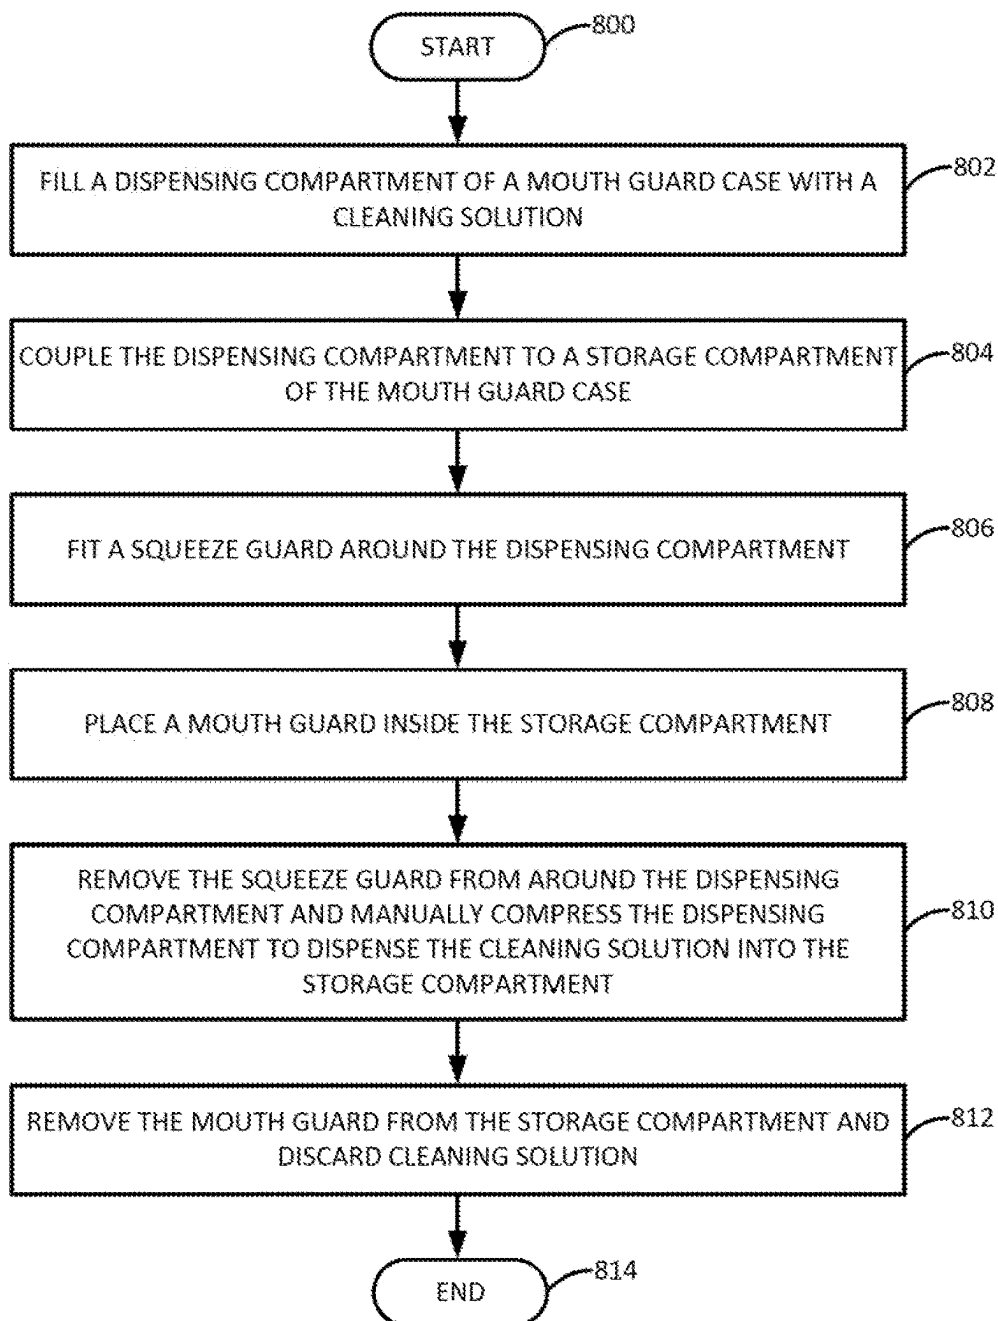 START
800
FILL A DISPENSING COMPARTMENT OF A MOUTH GUARD CASE WITH A
CLEANING SOLUTION
802
COUPLE THE DISPENSING COMPARTMENT TO A STORAGE COMPARTMENT
OF THE MOUTH GUARD CASE
804
FIT A SQUEEZE GUARD AROUND THE DISPENSING COMPARTMENT
806
PLACE A MOUTH GUARD INSIDE THE STORAGE COMPARTMENT
808
REMOVE THE SQUEEZE GUARD FROM AROUND THE DISPENSING
COMPARTMENT AND MANUALLY COMPRESS THE DISPENSING
COMPARTMENT TO DISPENSE THE CLEANING SOLUTION INTO THE
STORAGE COMPARTMENT
810
REMOVE THE MOUTH GUARD FROM THE STORAGE COMPARTMENT AND
DISCARD CLEANING SOLUTION
812
END
814